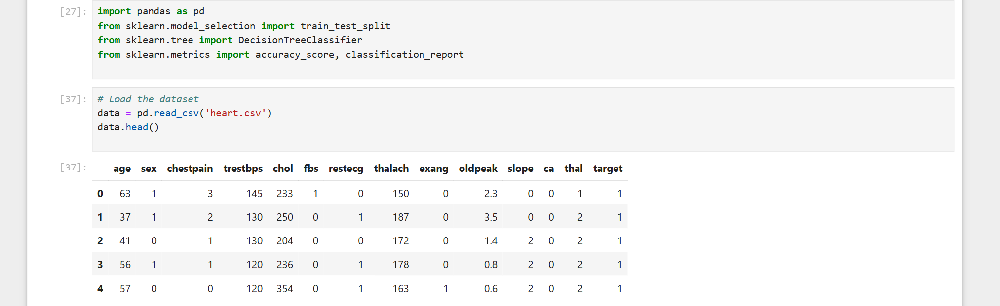 [27]: import pandas as pd
from sklearn.model_selection import train_test_split
from sklearn.tree import DecisionTreeClassifier
from sklearn.metrics import accuracy_score, classification_report
[37]: # Load the dataset
data = pd.read_csv('heart.csv')
data.head()
[37]: age sex chestpain trestbps chol fbs restecg thalach exang oldpeak slope ca thal target
0 63 1 3 145 233 1 0 150 0 2.3 0 0 1 1
1 37 1 2 130 250 0 1 187 0 3.5 0 0 2 1
2 41 0 1 130 204 0 0 172 0 1.4 2 0 2 1
3 56 1 1 120 236 0 1 178 0 0.8 2 0 2 1
4 57 0 0 120 354 0 1 163 1 0.6 2 0 2 1